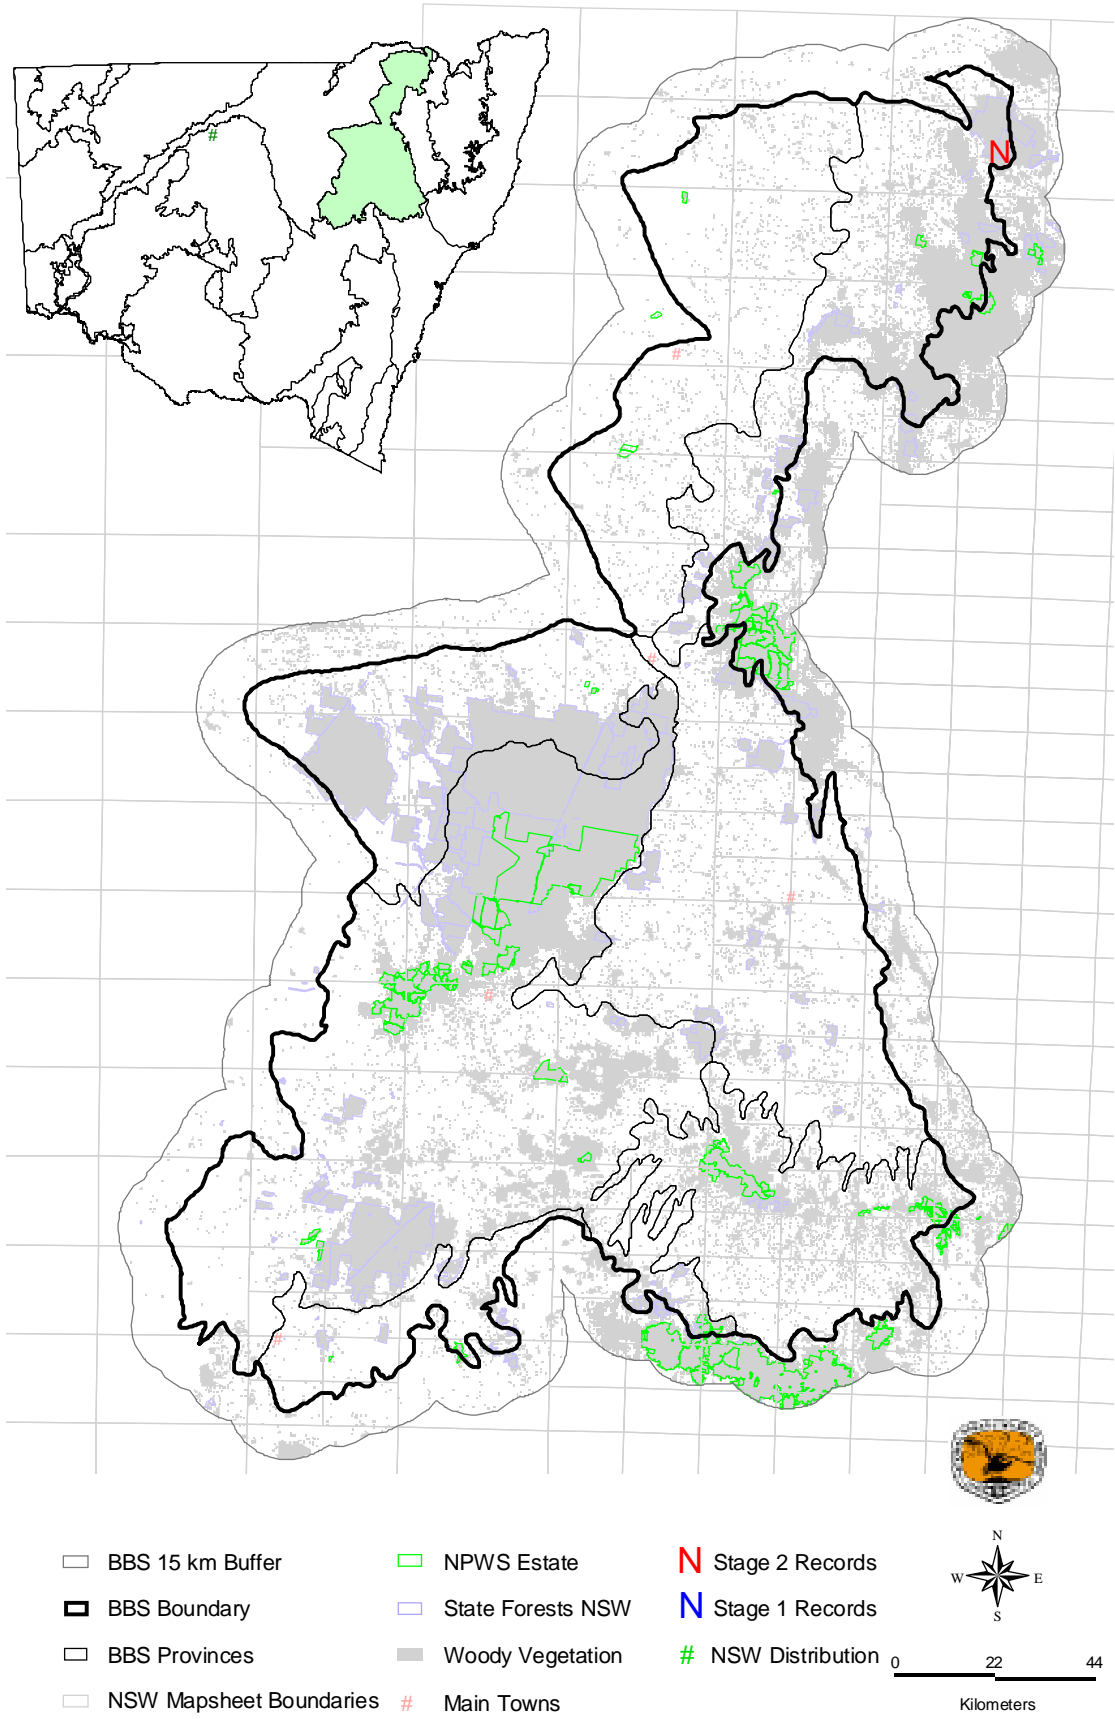 #
N
#
#
#
#
#
N
W
E
S
BBS 15 km Buffer
NPWS Estate
N Stage 2 Records
BBS Boundary
State Forests NSW
N Stage 1 Records
BBS Provinces
Woody Vegetation
# NSW Distribution
NSW Mapsheet Boundaries
# Main Towns
0 22 44
Kilometers